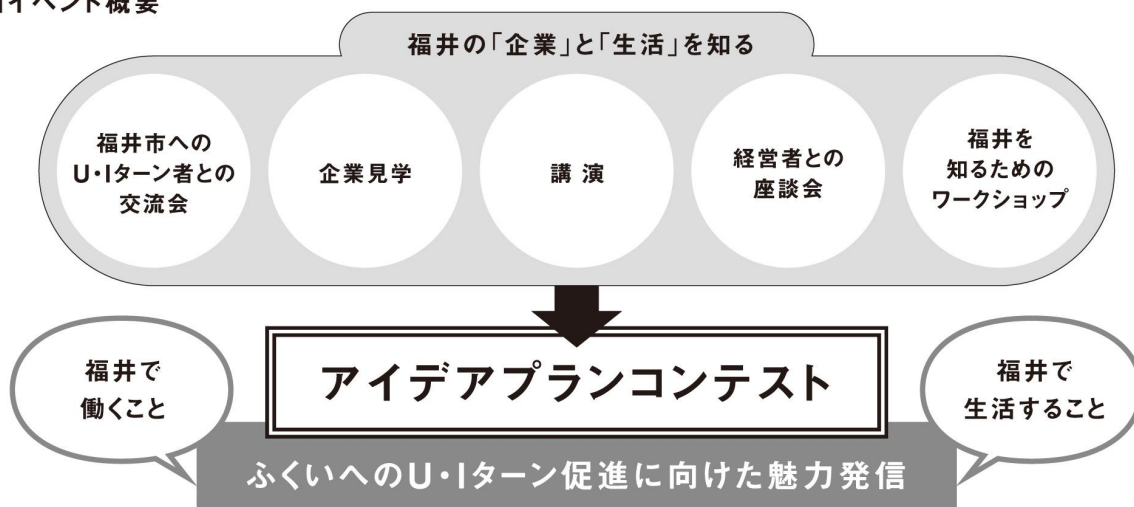 イベント概要
福井の「企業」と「生活」を知る
福井市への
U・Iターン者との
交流会
企業見学
講演
経営者との
座談会
福井を
知るための
ワークショップ
福井で
働くこと
アイデアプランコンテスト
福井で
生活すること
ふくいへのU・Iターン促進に向けた魅力発信